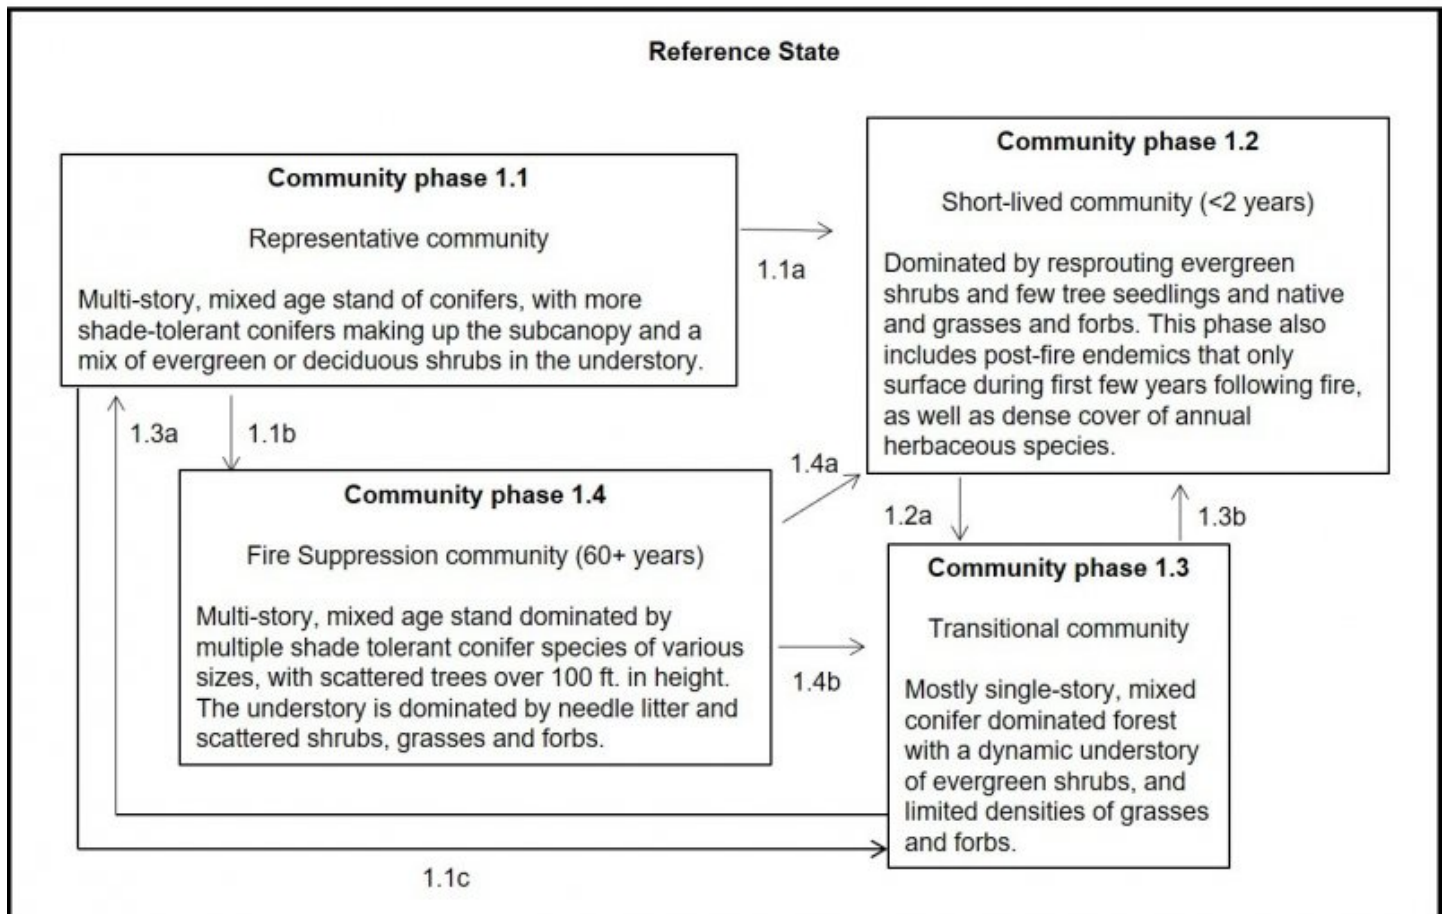 Reference State
Community phase 1.1
Representative community
Multi-story, mixed age stand of conifers, with more
shade-tolerant conifers making up the subcanopy and a
mix of evergreen or deciduous shrubs in the understory.
1.1a
Community phase 1.2
Short-lived community (<2 years)
Dominated by resprouting evergreen
shrubs and few tree seedlings and native
and grasses and forbs. This phase also
includes post-fire endemics that only
surface during first few years following fire,
as well as dense cover of annual
herbaceous species.
1.3a
1.1b
Community phase 1.4
Fire Suppression community (60+ years)
Multi-story, mixed age stand dominated by
multiple shade tolerant conifer species of various
sizes, with scattered trees over 100 ft. in height.
The understory is dominated by needle litter and
scattered shrubs, grasses and forbs.
1.4a
1.2a
1.3b
1.4b
Community phase 1.3
Transitional community
Mostly single-story, mixed
conifer dominated forest
with a dynamic understory
of evergreen shrubs, and
limited densities of grasses
and forbs.
1.1c